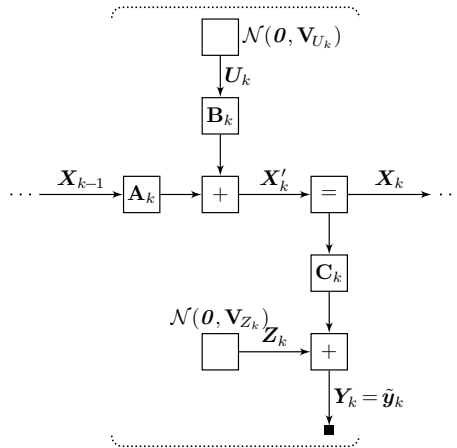 𝒩(𝟎, 𝐕_{U_k})
𝑼_k
𝐁_k
… 𝑿_{k−1} 𝐀_k + 𝑿′_k = 𝑿_k …
𝐂_k
𝒩(𝟎, 𝐕_{Z_k})
𝒁_k +
𝒀_k = ỹ_k